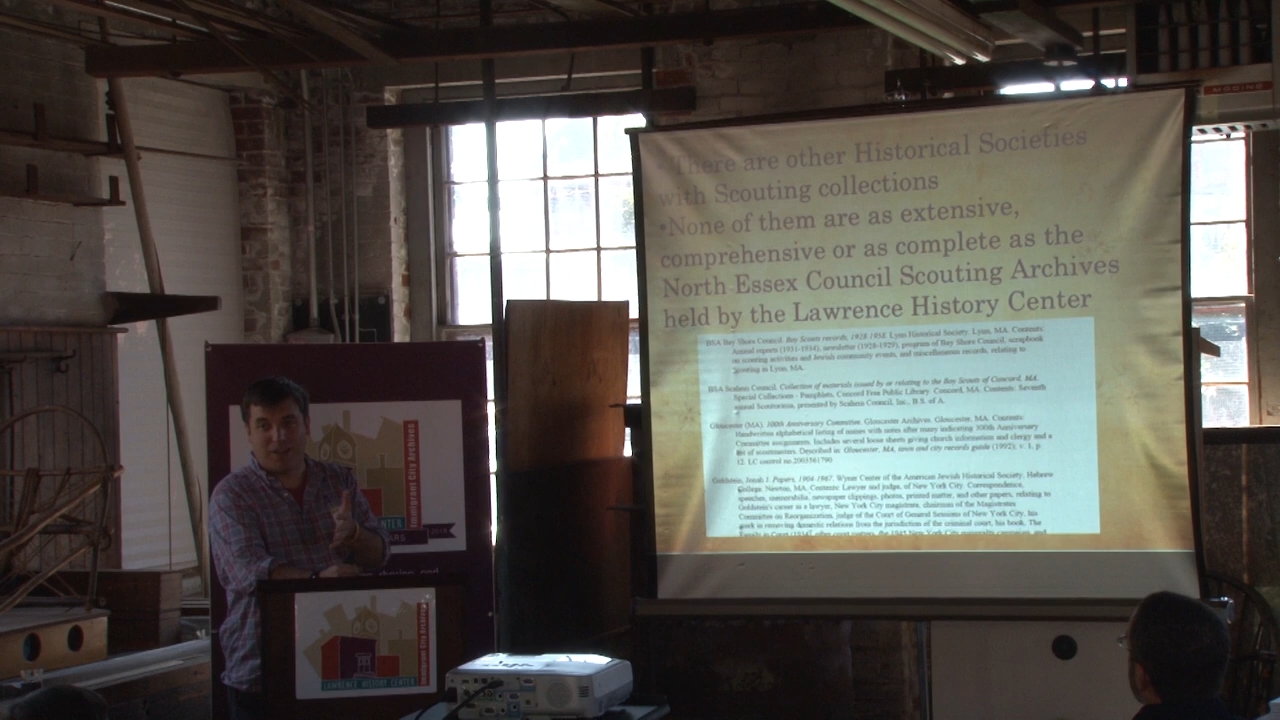 MODINE
•There are other Historical Societies
with Scouting collections
•None of them are as extensive,
comprehensive or as complete as the
North Essex Council Scouting Archives
held by the Lawrence History Center
BSA Bay Shore Council. Boy Scout records, 1928-1958. Lynn Historical Society. Lynn, MA. Contents:
Annual reports (1931-1934), newsletter (1928-1929), program of Bay Shore Council, scrapbook
on scouting activities and Jewish community events, and miscellaneous records, relating to
Scouting in Lynn, MA.
BSA Council. Collection of materials issued by or relating to the Boy Scouts of Concord, MA.
Special Collections - Pamphlets, Concord Free Public Library. Concord, MA. Contents: Seventh
annual presented by Council, Inc., B.S. of A.
Gloucester (MA). 300th Anniversary Committee. Gloucester Archives. Gloucester, MA. Contents:
Handwritten alphabetical listing of names with notes after many indicating 300th Anniversary
Committee assignments. Includes several loose sheets giving church information and clergy and a
list of scoutmasters. Described in: Gloucester, MA, town and city records guide (1992); v. 1, p.
12. LC control no.2003561790
Goldstein, Jonah J. Papers, 1904-1967. Wyner Center of the American Jewish Historical Society, Hebrew
College. Newton, MA. Contents: Lawyer and judge, of New York City. Correspondence,
speeches, memorabilia, newspaper clippings, photos, printed matter, and other papers, relating to
Goldstein's career as lawyer, New York City magistrate, chairman of the Magistrates
Committee on Reorganization, judge of the Court of General Sessions of New York City, his
work in removing domestic relations from the jurisdiction of the criminal court, his book, The
Family in Court
Immigrant City Archives
CENTER
Immigrant City Archives
LAWRENCE HISTORY CENTER